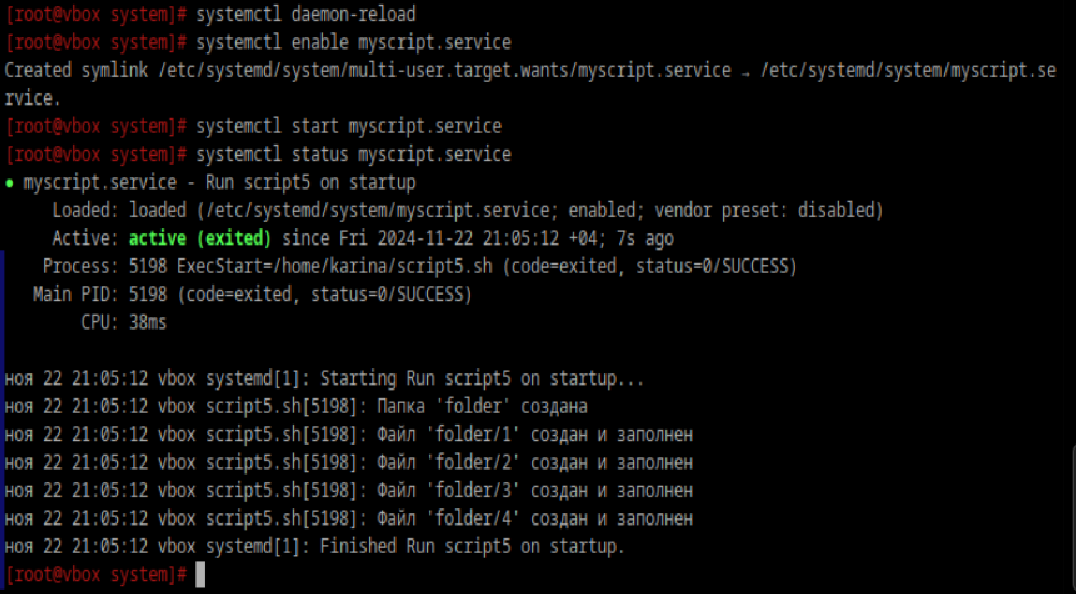 [root@vbox system]# systemctl daemon-reload
[root@vbox system]# systemctl enable myscript.service
Created symlink /etc/systemd/system/multi-user.target.wants/myscript.service → /etc/systemd/system/myscript.se
rvice.
[root@vbox system]# systemctl start myscript.service
[root@vbox system]# systemctl status myscript.service
● myscript.service - Run script5 on startup
Loaded: loaded (/etc/systemd/system/myscript.service; enabled; vendor preset: disabled)
Active: active (exited) since Fri 2024-11-22 21:05:12 +04; 7s ago
Process: 5198 ExecStart=/home/karina/script5.sh (code=exited, status=0/SUCCESS)
Main PID: 5198 (code=exited, status=0/SUCCESS)
CPU: 38ms
ноя 22 21:05:12 vbox systemd[1]: Starting Run script5 on startup...
ноя 22 21:05:12 vbox script5.sh[5198]: Папка 'folder' создана
ноя 22 21:05:12 vbox script5.sh[5198]: Файл 'folder/1' создан и заполнен
ноя 22 21:05:12 vbox script5.sh[5198]: Файл 'folder/2' создан и заполнен
ноя 22 21:05:12 vbox script5.sh[5198]: Файл 'folder/3' создан и заполнен
ноя 22 21:05:12 vbox script5.sh[5198]: Файл 'folder/4' создан и заполнен
ноя 22 21:05:12 vbox systemd[1]: Finished Run script5 on startup.
[root@vbox system]#